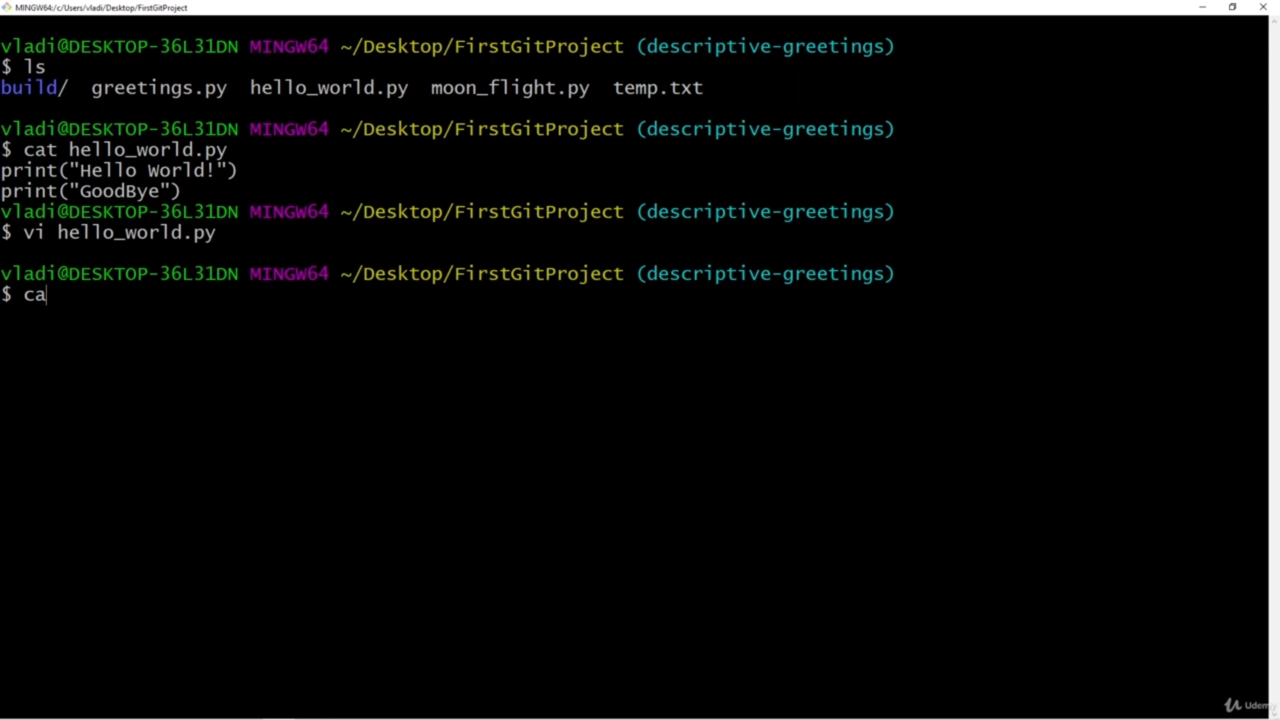 MINGW64:/c/Users/vladi/Desktop/FirstGitProject
vladi@DESKTOP-36L31DN MINGW64 ~/Desktop/FirstGitProject (descriptive-greetings)
$ ls
build/  greetings.py  hello_world.py  moon_flight.py  temp.txt
vladi@DESKTOP-36L31DN MINGW64 ~/Desktop/FirstGitProject (descriptive-greetings)
$ cat hello_world.py
print("Hello World!")
print("GoodBye")
vladi@DESKTOP-36L31DN MINGW64 ~/Desktop/FirstGitProject (descriptive-greetings)
$ vi hello_world.py
vladi@DESKTOP-36L31DN MINGW64 ~/Desktop/FirstGitProject (descriptive-greetings)
$ ca
Udemy